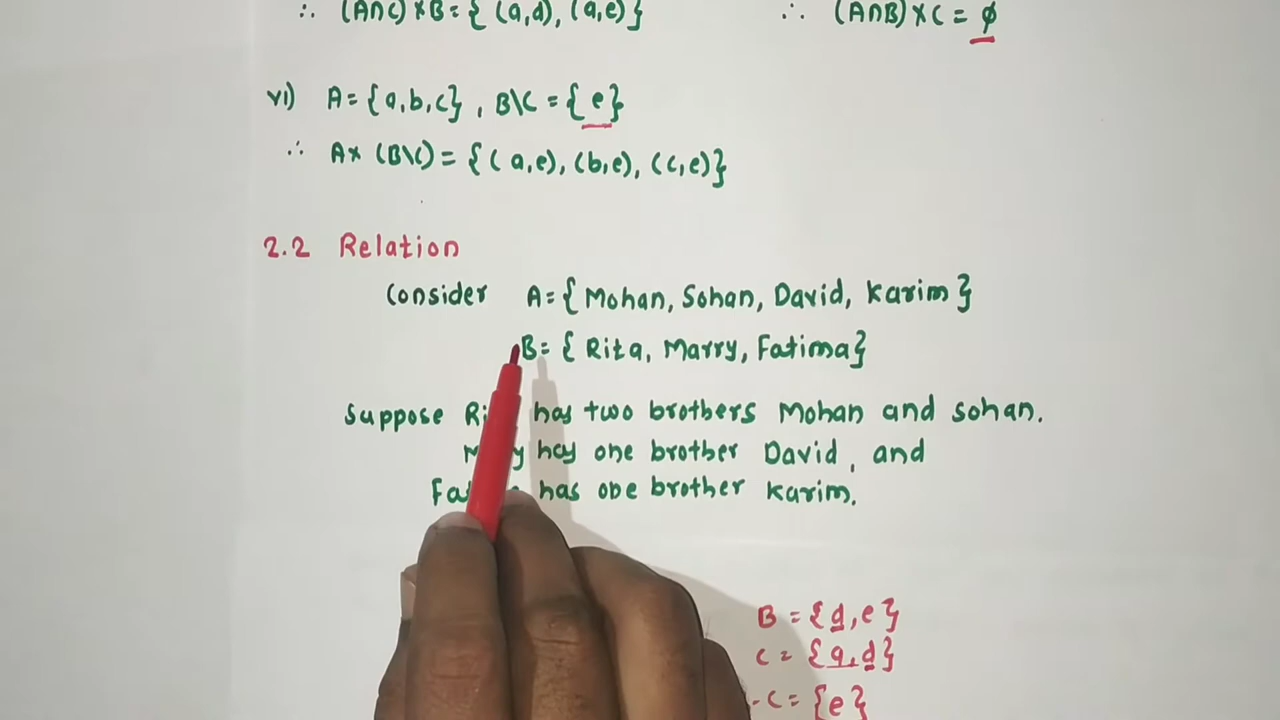 ∴ (A∩C)×B = { (a,d), (a,e)}
∴ (A∩B)×C = ϕ
vi) A = {a,b,c} , B\C = { e}
∴ A× (B\C) = {( a,e), (b,e), (c,e)}
2.2 Relation
Consider A = { Mohan, Sohan, David, Karim }
B = { Rita, Marry, Fatima}
Suppose has two brothers Mohan and sohan.
has one brother David, and
has one brother Karim.
B = {d,e}
C = {a,d}
-C = {e}